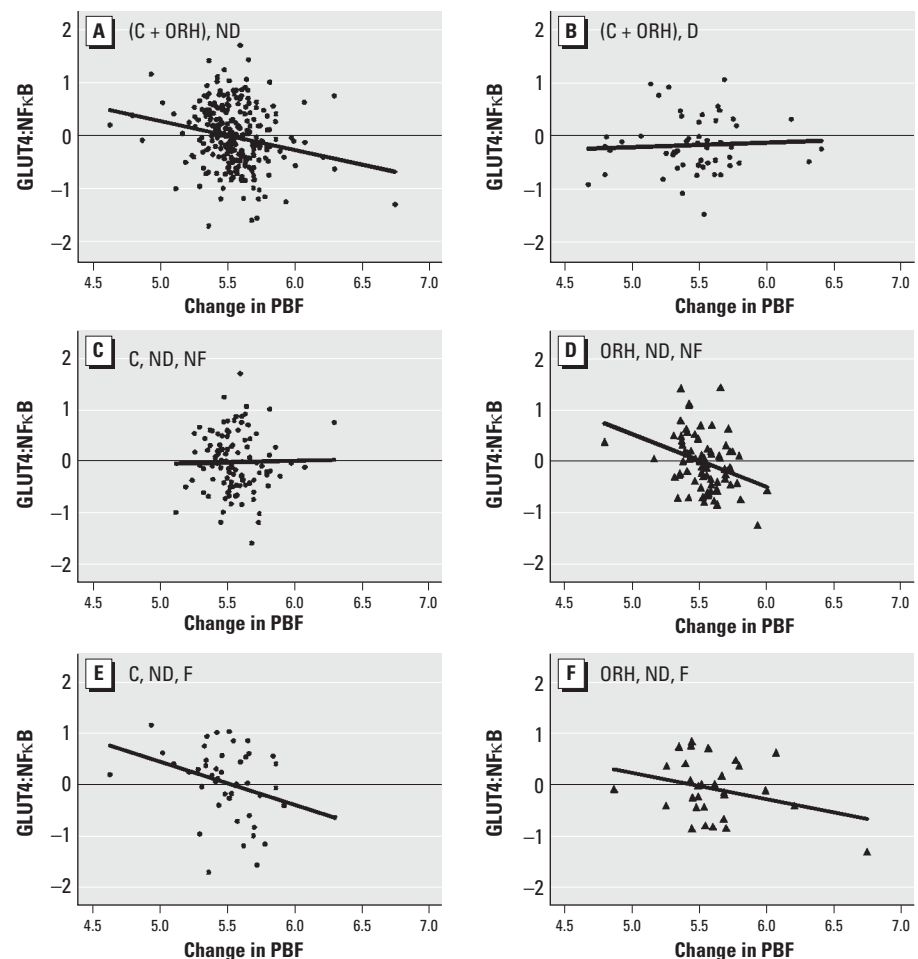 A (C + ORH), ND
GLUT4:NFκB
2
1
0
–1
–2
4.5 5.0 5.5 6.0 6.5 7.0
Change in PBF
B (C + ORH), D
GLUT4:NFκB
2
1
0
–1
–2
4.5 5.0 5.5 6.0 6.5 7.0
Change in PBF
C C, ND, NF
GLUT4:NFκB
2
1
0
–1
–2
4.5 5.0 5.5 6.0 6.5 7.0
Change in PBF
D ORH, ND, NF
GLUT4:NFκB
2
1
0
–1
–2
4.5 5.0 5.5 6.0 6.5 7.0
Change in PBF
E C, ND, F
GLUT4:NFκB
2
1
0
–1
–2
4.5 5.0 5.5 6.0 6.5 7.0
Change in PBF
F ORH, ND, F
GLUT4:NFκB
2
1
0
–1
–2
4.5 5.0 5.5 6.0 6.5 7.0
Change in PBF